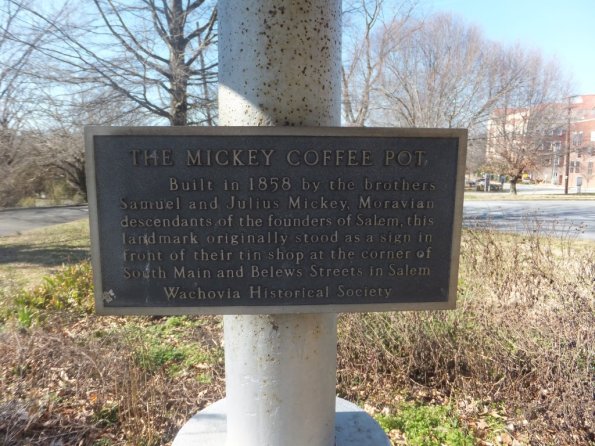 THE MICKEY COFFEE POT
Built in 1858 by the brothers
Samuel and Julius Mickey, Moravian
descendants of the founders of Salem, this
landmark originally stood as a sign in
front of their tin shop at the corner of
South Main and Belews Streets in Salem
Wachovia Historical Society